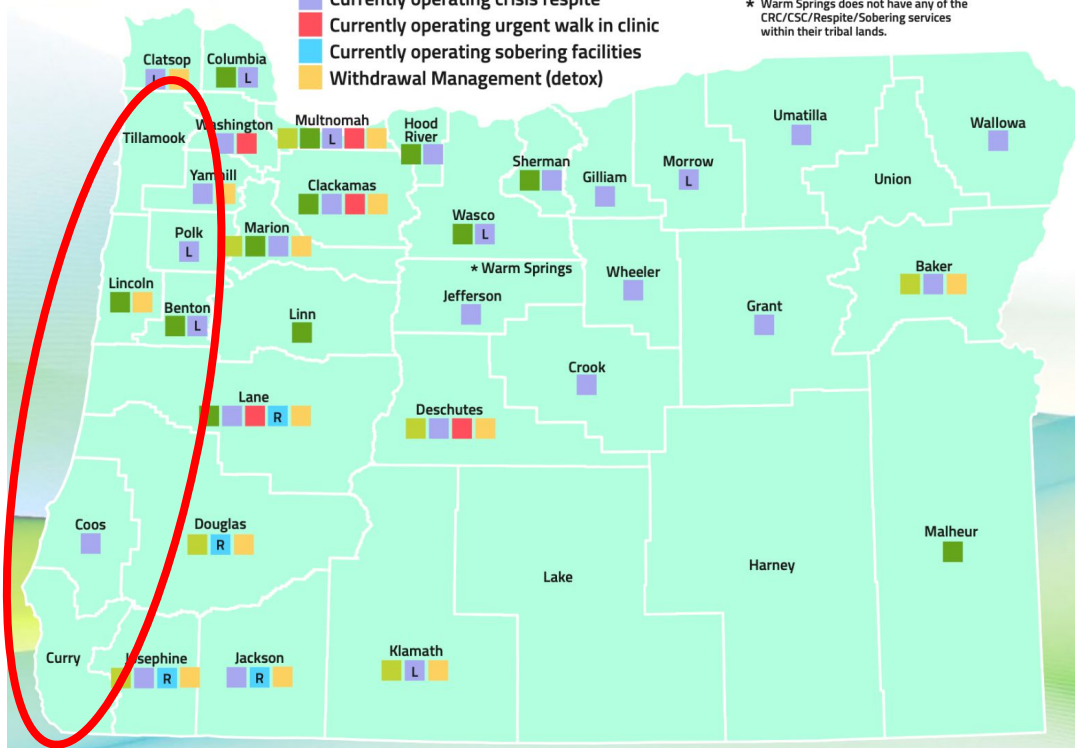 Currently operating crisis respite
Currently operating urgent walk in clinic
Currently operating sobering facilities
Withdrawal Management (detox)
* Warm Springs does not have any of the
CRC/CSC/Respite/Sobering services
within their tribal lands.
Clatsop
L
Columbia
L
Tillamook
Washington
Multnomah
L
Hood
River
Sherman
Gilliam
Morrow
L
Umatilla
Wallowa
Union
Yamhill
Clackamas
Polk
L
Marion
Wasco
L
* Warm Springs
Jefferson
Wheeler
Grant
Baker
Lincoln
Benton
L
Linn
Crook
Lane
R
Deschutes
Coos
Douglas
R
Lake
Harney
Malheur
Curry
Josephine
R
Jackson
R
Klamath
L